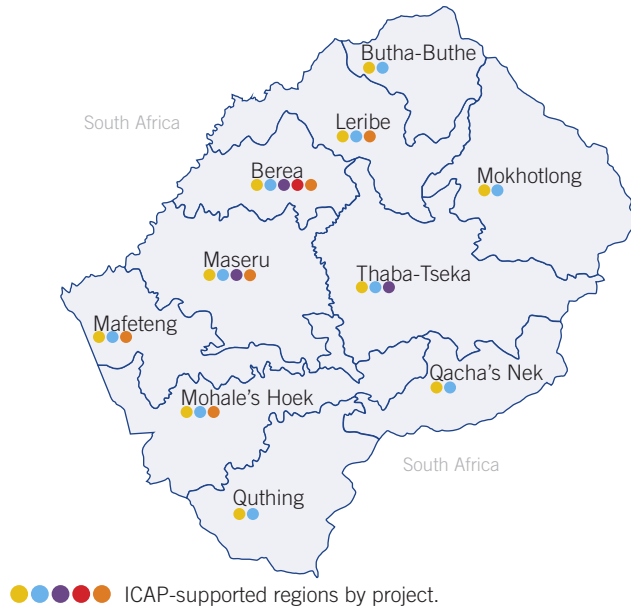 Butha-Buthe
South Africa
Leribe
Berea
Mokhotlong
Maseru
Thaba-Tseka
Mafeteng
Qacha's Nek
Mohale's Hoek
South Africa
Quthing
ICAP-supported regions by project.